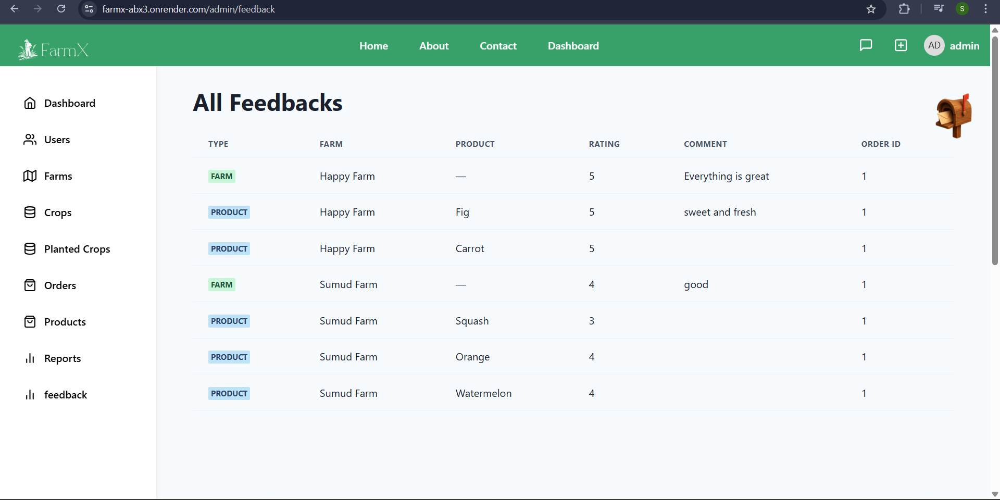 farmx-abx3.onrender.com/admin/feedback
S
FarmX
Home About Contact Dashboard
AD admin
Dashboard
Users
Farms
Crops
Planted Crops
Orders
Products
Reports
feedback
All Feedbacks
TYPE FARM PRODUCT RATING COMMENT ORDER ID
FARM Happy Farm — 5 Everything is great 1
PRODUCT Happy Farm Fig 5 sweet and fresh 1
PRODUCT Happy Farm Carrot 5 1
FARM Sumud Farm — 4 good 1
PRODUCT Sumud Farm Squash 3 1
PRODUCT Sumud Farm Orange 4 1
PRODUCT Sumud Farm Watermelon 4 1